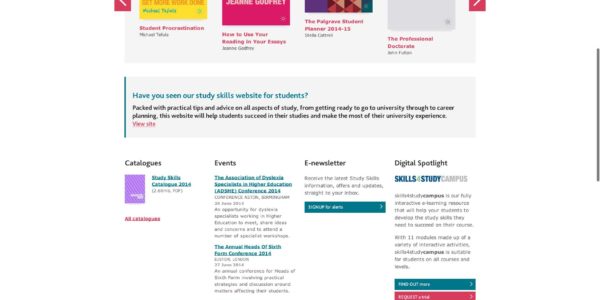 GET MORE WORK DONE
Michael Tefula
JEANNE GODFREY
Student Procrastination
Michael Tefula
How to Use Your
Reading in Your Essays
Jeanne Godfrey
The Palgrave Student
Planner 2014-15
Stella Cottrell
The Professional
Doctorate
John Fulton
Have you seen our study skills website for students?
Packed with practical tips and advice on all aspects of study, from getting ready to go to university through to career
planning, this website will help students succeed in their studies and make the most of their university experience.
View site
Catalogues
Study Skills
Catalogue 2014
All catalogues
Events
The Association of Dyslexia
Specialists in Higher Education
(ADSHE) Conference 2014
CONFERENCE ASTON, BIRMINGHAM
An opportunity for dyslexia
specialists working in Higher
Education to meet, share ideas
and concerns and to attend a
number of specialist workshops.
The Annual Heads Of Sixth
Form Conference 2014
EUSTON, LONDON
27 June 2014
An annual conference for Heads of
Sixth Form involving practical
strategies and discussion around
matters affecting their students.
E-newsletter
Receive the latest Study Skills
information, offers and updates,
straight to your inbox.
SIGNUP for alerts
Digital Spotlight
SKILLS4STUDYCAMPUS
skills4studycampus is our fully
interactive e-learning resource
that will help your students to
develop the study skills they
need to succeed on their course.
With 11 modules made up of a
variety of interactive activities,
skills4studycampus is suitable
for students on all courses and
levels.
FIND OUT more
REQUEST a trial